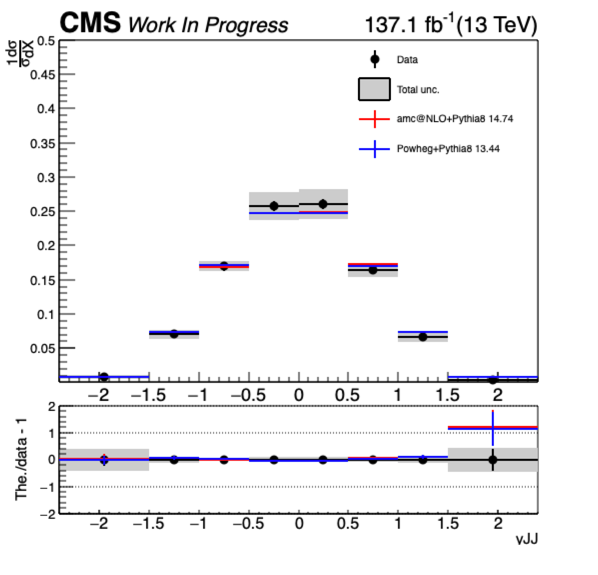 CMS Work In Progress 137.1 fb⁻¹(13 TeV)
1 dσ
σ dX
0.5
0.45
0.4
0.35
0.3
0.25
0.2
0.15
0.1
0.05
Data
Total unc.
amc@NLO+Pythia8 14.74
Powheg+Pythia8 13.44
−2 −1.5 −1 −0.5 0 0.5 1 1.5 2
The./data - 1
2
1
0
−1
−2
−2 −1.5 −1 −0.5 0 0.5 1 1.5 2
yJJ